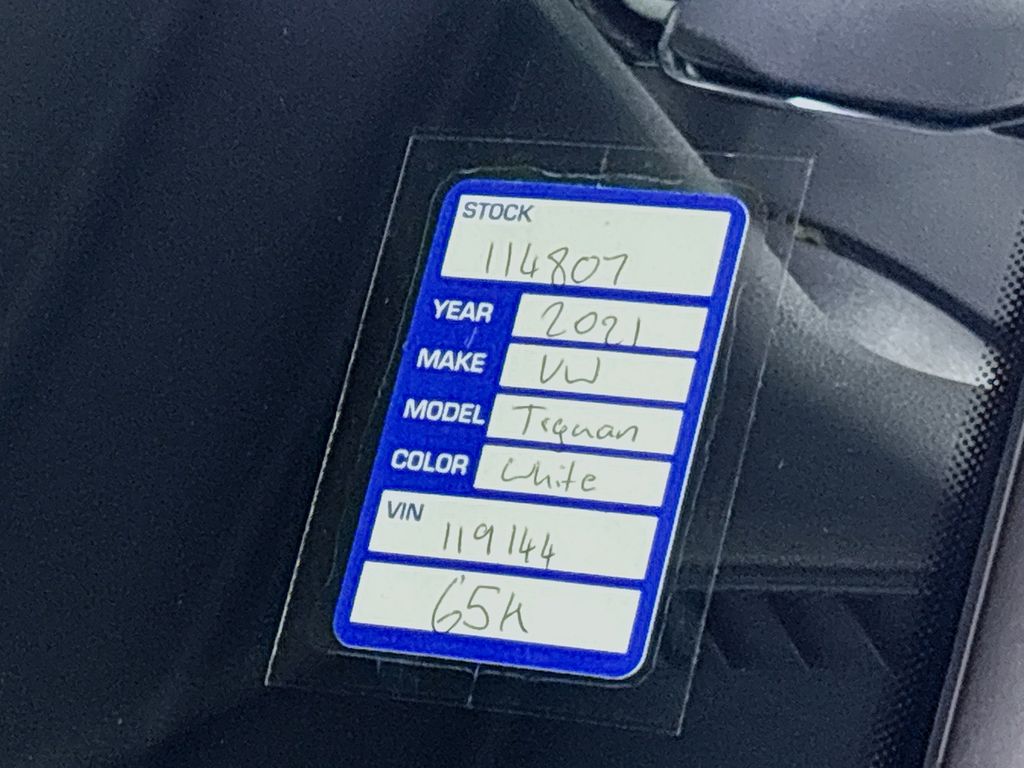 STOCK
114807
YEAR 2021
MAKE VW
MODEL Tiguan
COLOR White
VIN
119144
65K